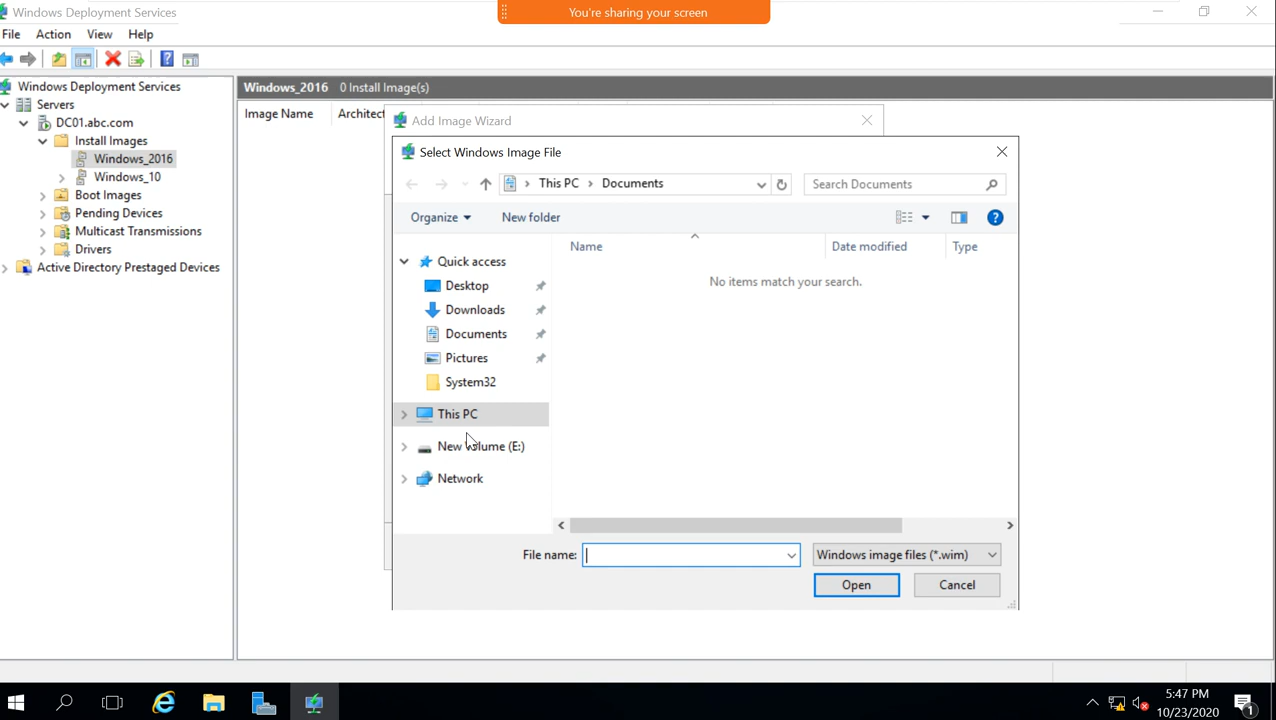 Windows Deployment Services
You're sharing your screen
File Action View Help
Windows Deployment Services
Servers
DC01.abc.com
Install Images
Windows_2016
Windows_10
Boot Images
Pending Devices
Multicast Transmissions
Drivers
Active Directory Prestaged Devices
Windows_2016 0 Install Image(s)
Image Name Architect
Add Image Wizard
Select Windows Image File
This PC > Documents
Search Documents
Organize New folder
Name Date modified Type
No items match your search.
Quick access
Desktop
Downloads
Documents
Pictures
System32
This PC
New Volume (E:)
Network
File name:
Windows image files (*.wim)
Open Cancel
5:47 PM
10/23/2020
1